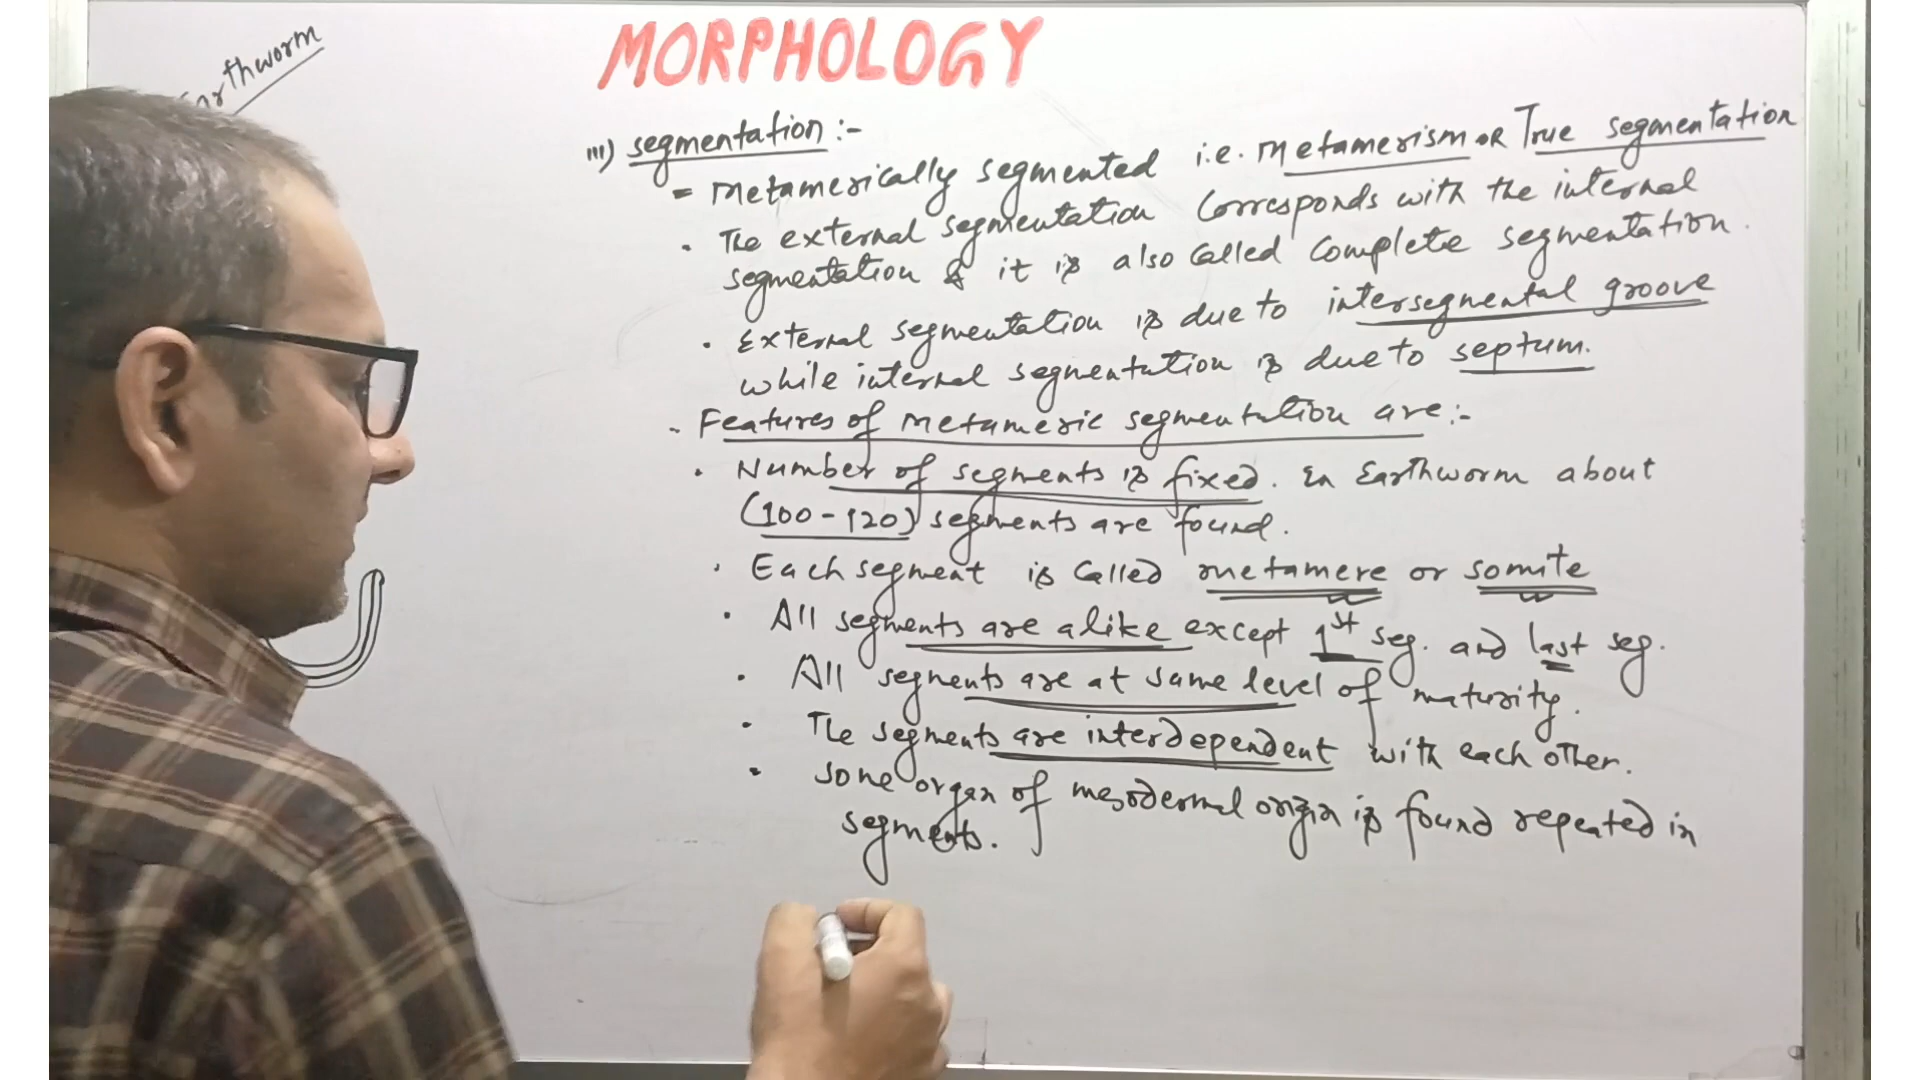 Earthworm
MORPHOLOGY
III) segmentation :-
= Metamerically segmented i.e. Metamerism OR True segmentation
• The external segmentation Corresponds with the internal
segmentation & it is also Called Complete segmentation.
• External segmentation is due to intersegmental groove
while internal segmentation is due to septum.
- Features of Metameric segmentation are:-
• Number of segments is fixed. In Earthworm about
(100-120) segments are found.
• Each segment is Called metamere or somite
• All segments are alike except 1st seg. and last seg.
• All segments are at same level of maturity.
• The segments are interdependent with each other.
• Some organ of mesodermal origin is found repeated in
segments.